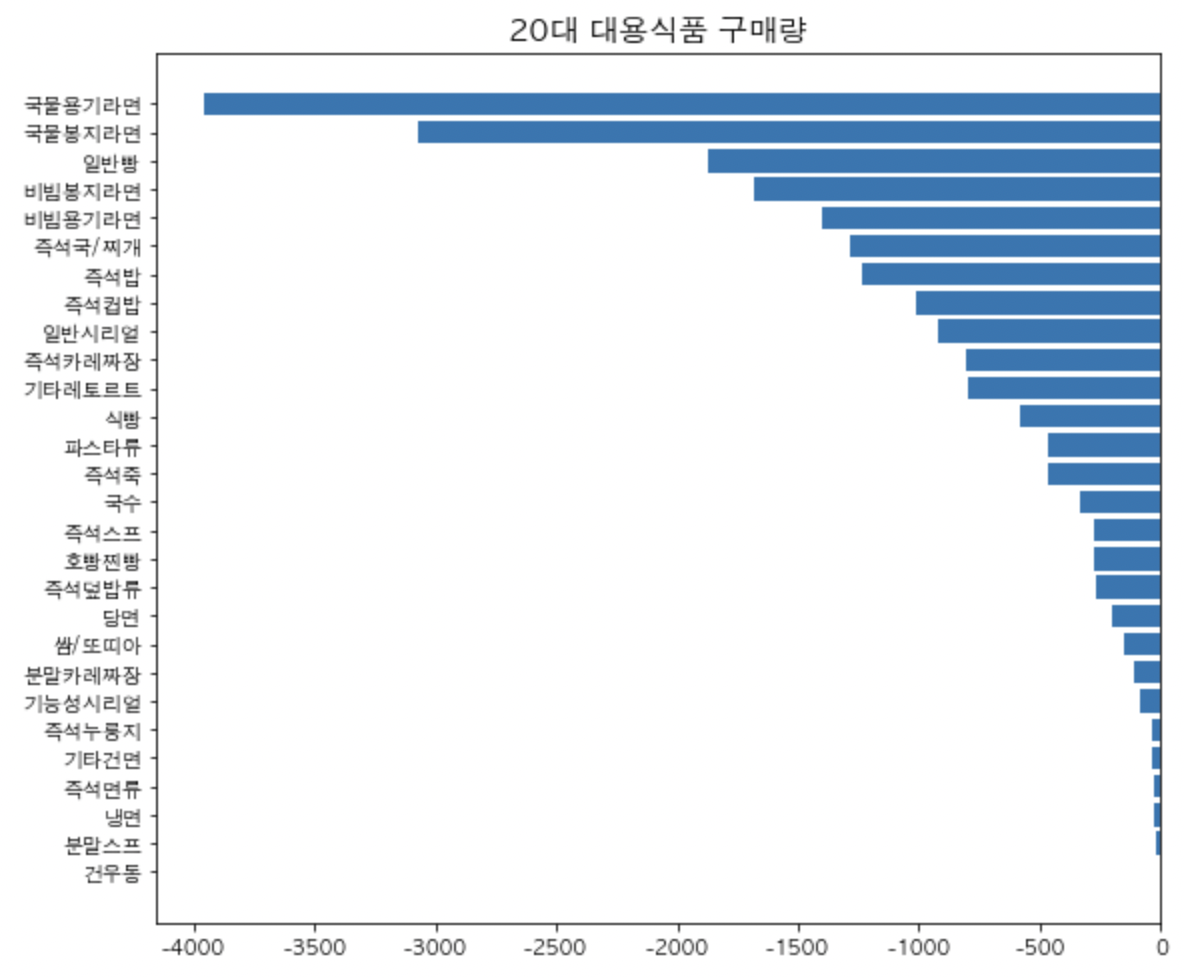 20대 대용식품 구매량
국물용기라면
국물봉지라면
일반빵
비빔봉지라면
비빔용기라면
즉석국/찌개
즉석밥
즉석컵밥
일반시리얼
즉석카레짜장
기타레토르트
식빵
파스타류
즉석죽
국수
즉석스프
호빵찐빵
즉석덮밥류
당면
쌈/또띠아
분말카레짜장
기능성시리얼
즉석누룽지
기타건면
즉석면류
냉면
분말스프
건우동
-4000 -3500 -3000 -2500 -2000 -1500 -1000 -500 0